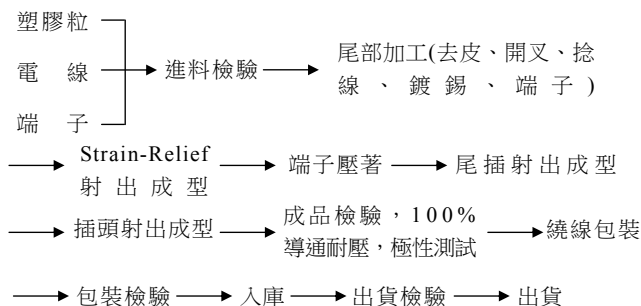 塑膠粒
電線
端子
進料檢驗
尾部加工(去皮、開叉、捻
線、鍍錫、端子)
Strain-Relief
射出成型
端子壓著
尾插射出成型
插頭射出成型
成品檢驗，100%
導通耐壓，極性測試
繞線包裝
包裝檢驗
入庫
出貨檢驗
出貨